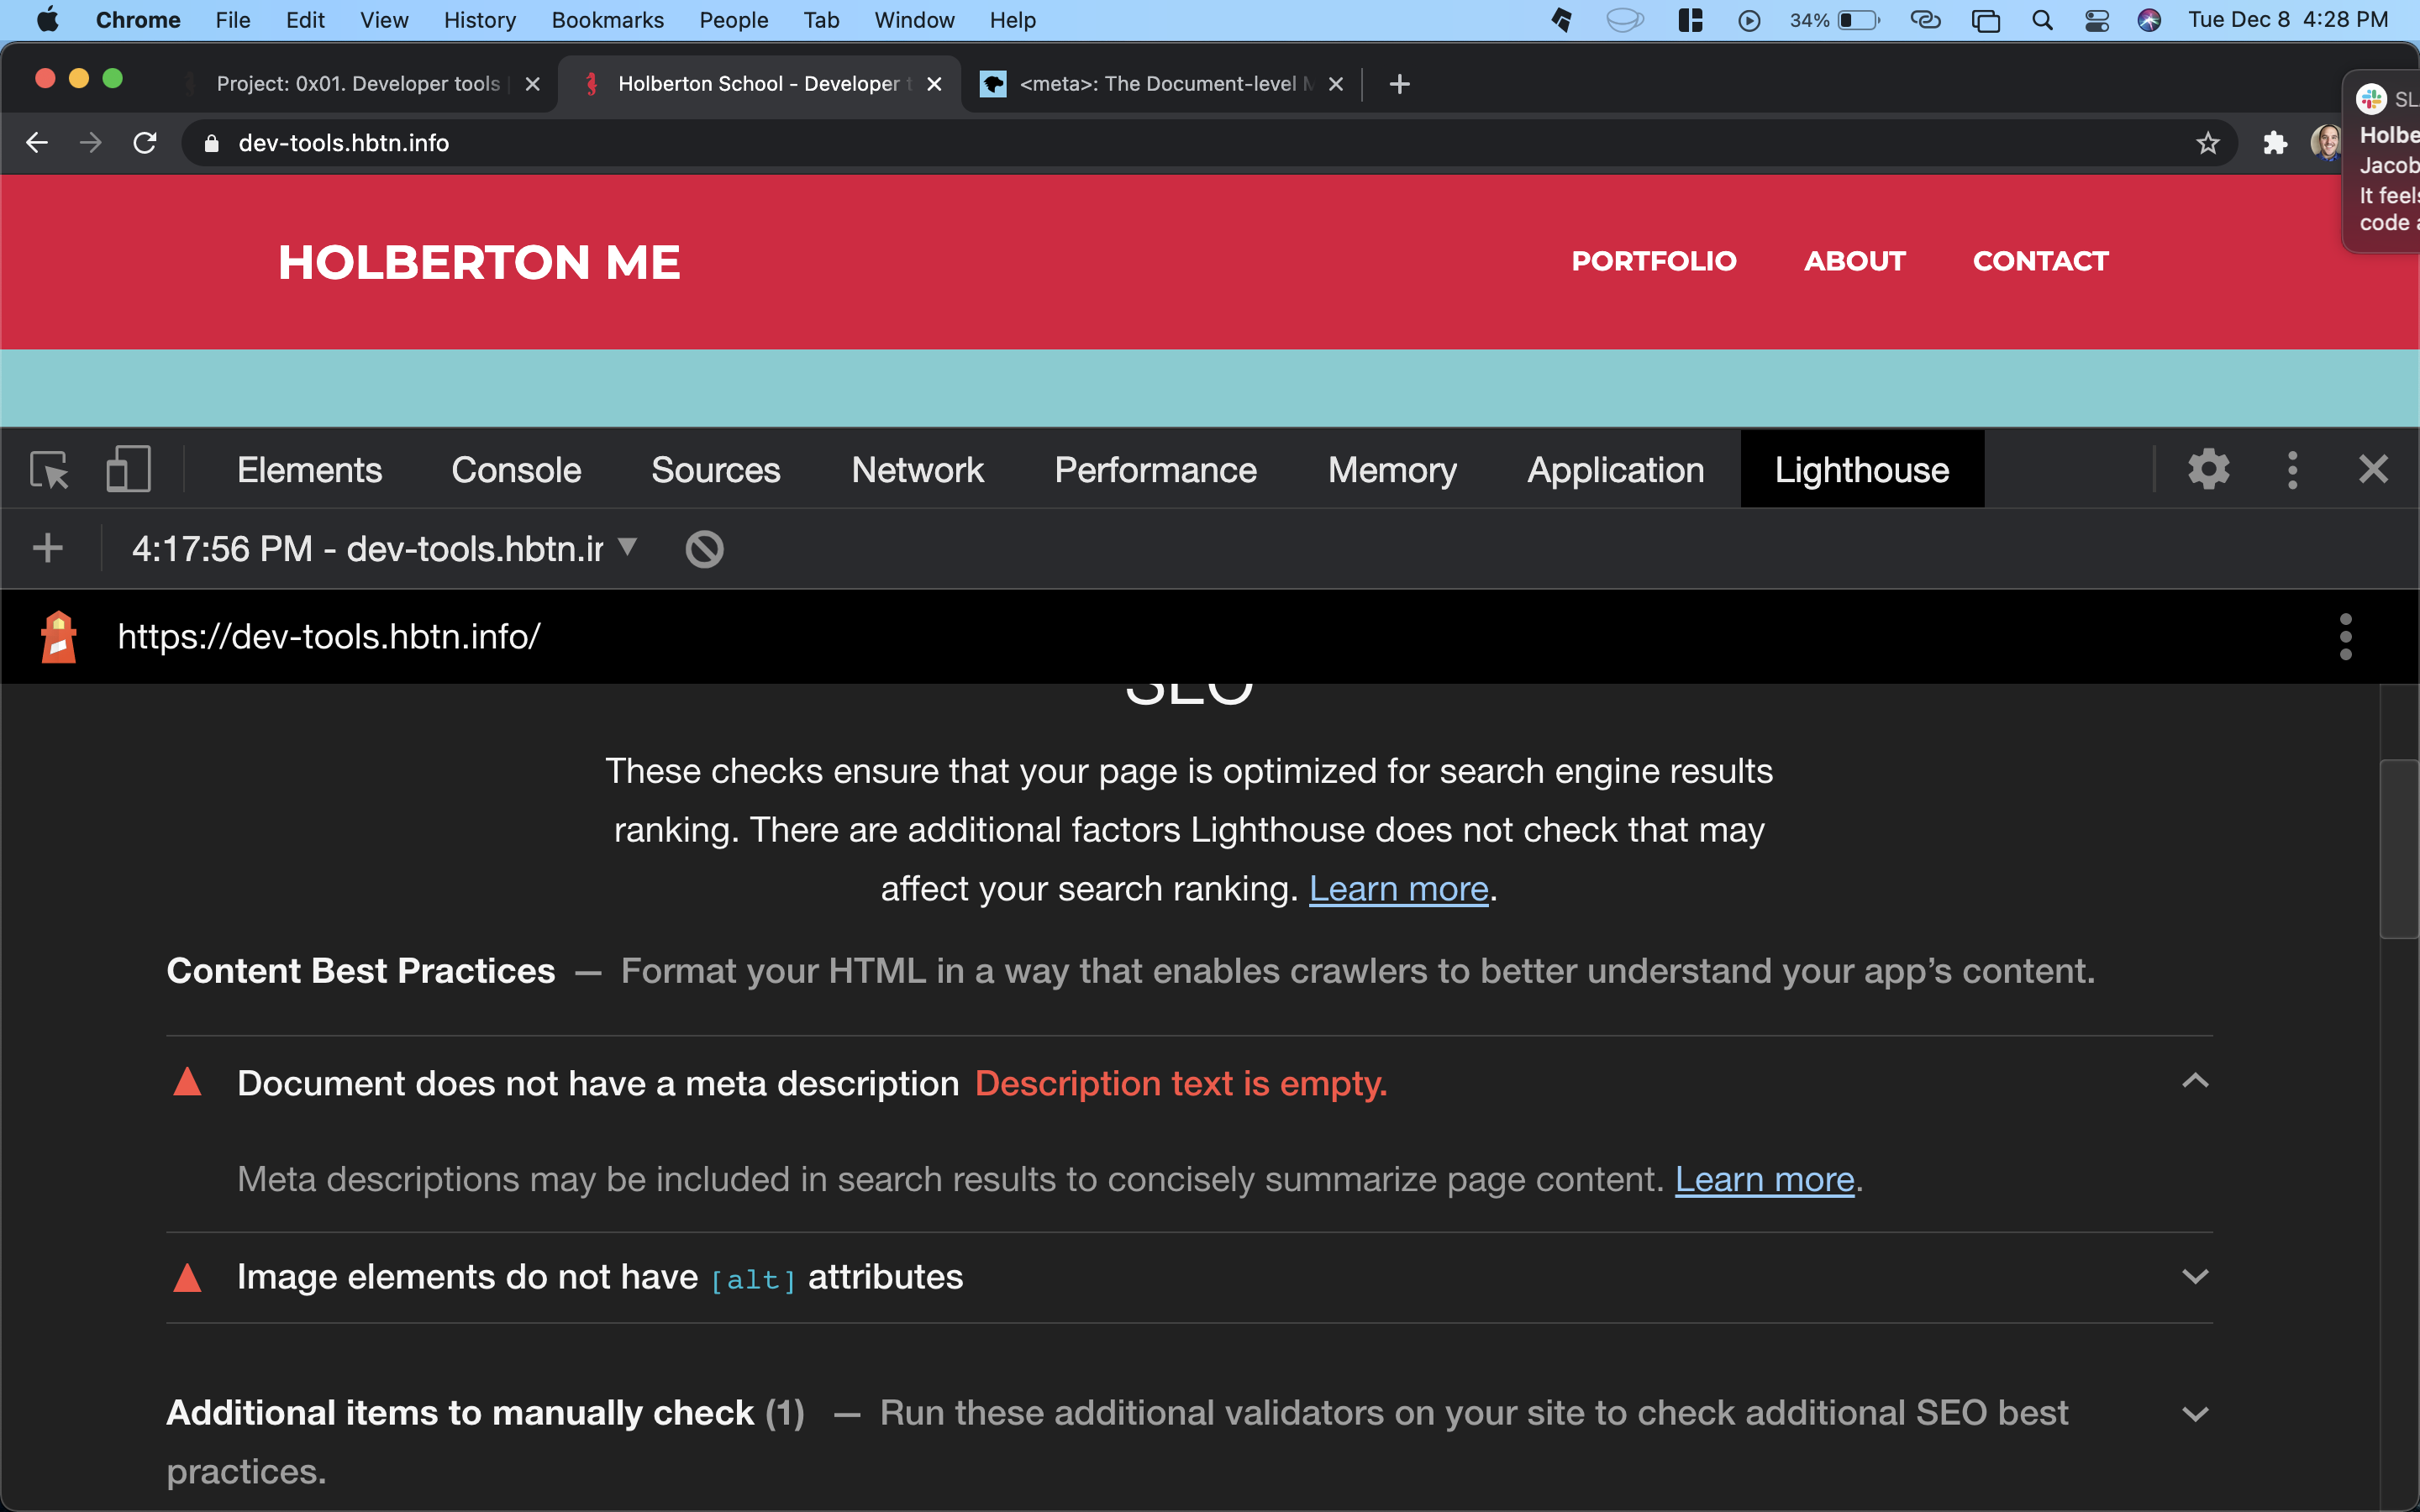 Chrome File Edit View History Bookmarks People Tab Window Help 34% Tue Dec 8 4:28 PM
Project: 0x01. Developer tools Holberton School - Developer <meta>: The Document-level
dev-tools.hbtn.info
Holbe
Jacob
It feels
code
HOLBERTON ME PORTFOLIO ABOUT CONTACT
Elements Console Sources Network Performance Memory Application Lighthouse
4:17:56 PM - dev-tools.hbtn.ir
https://dev-tools.hbtn.info/
SEO
These checks ensure that your page is optimized for search engine results
ranking. There are additional factors Lighthouse does not check that may
affect your search ranking. Learn more.
Content Best Practices — Format your HTML in a way that enables crawlers to better understand your app’s content.
Document does not have a meta description Description text is empty.
Meta descriptions may be included in search results to concisely summarize page content. Learn more.
Image elements do not have [alt] attributes
Additional items to manually check (1) — Run these additional validators on your site to check additional SEO best
practices.